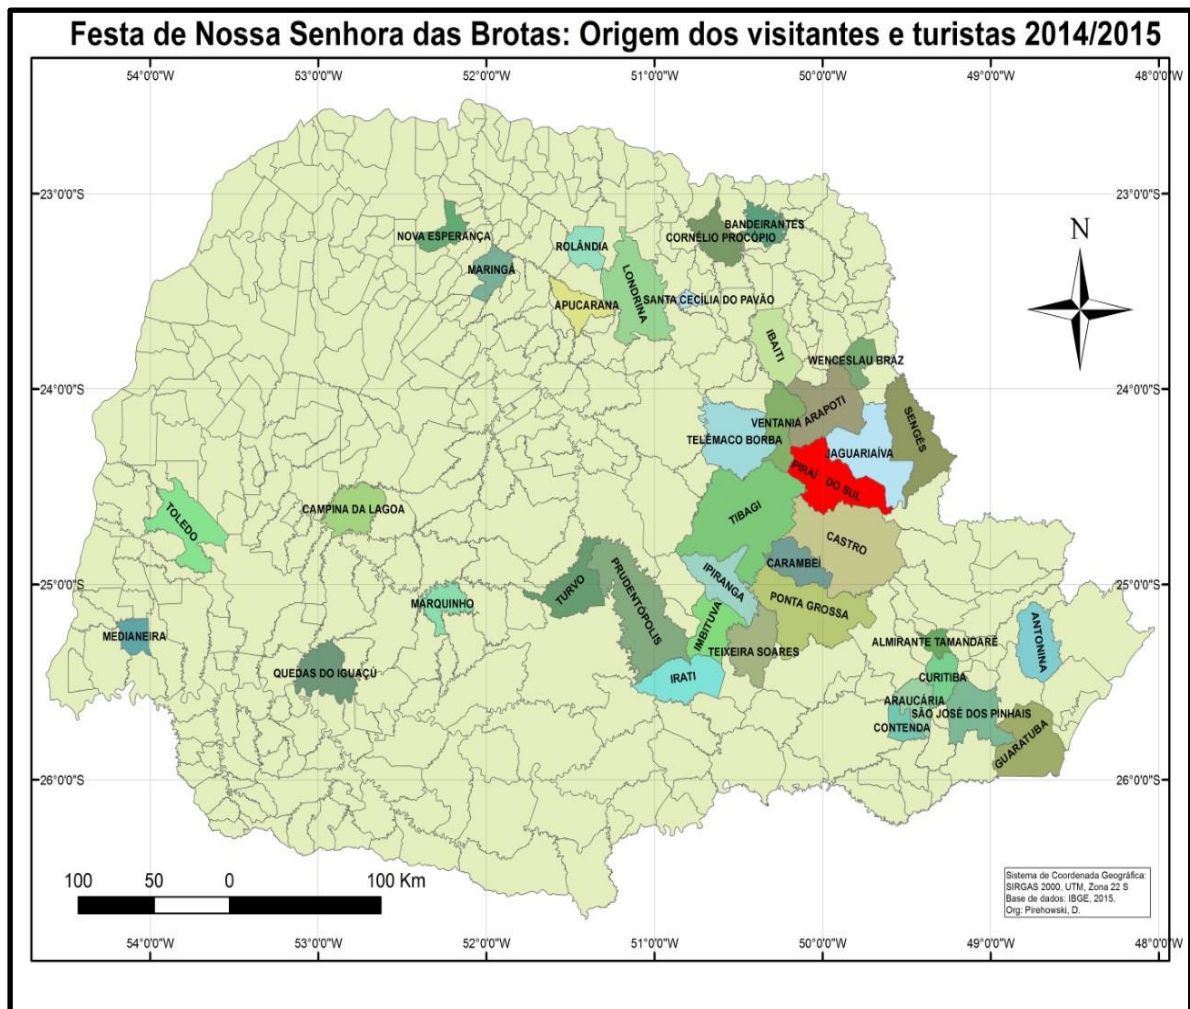 Festa de Nossa Senhora das Brotas: Origem dos visitantes e turistas 2014/2015
54°0'0"W 53°0'0"W 52°0'0"W 51°0'0"W 50°0'0"W 49°0'0"W 48°0'0"W
23°0'0"S 23°0'0"S
N
BANDEIRANTES
NOVA ESPERANÇA
CORNÉLIO PROCÓPIO
ROLÂNDIA
MARINGÁ
LONDRINA
SANTA CECÍLIA DO PAVÃO
APUCARANA
IBAITI
WENCESLAU BRAZ
24°0'0"S 24°0'0"S
ARAPOTI
SENGÉS
VENTANIA
TELÊMACO BORBA
JAGUARIAÍVA
PIRAÍ DO SUL
CAMPINA DA LAGOA
TOLEDO
TIBAGI
CASTRO
CARAMBEÍ
25°0'0"S 25°0'0"S
IPIRANGA
TURVO
PRUDENTÓPOLIS
MARQUINHO
PONTA GROSSA
IMBITUVA
MEDIANEIRA
ANTONINA
ALMIRANTE TAMANDARÉ
TEIXEIRA SOARES
QUEDAS DO IGUAÇÚ
IRATI
CURITIBA
ARAUCÁRIA
SÃO JOSÉ DOS PINHAIS
CONTENDA
GUARATUBA
26°0'0"S 26°0'0"S
100 50 0 100 Km
Sistema de Coordenada Geográfica:
SIRGAS 2000, UTM, Zona 22 S
Base de dados: IBGE, 2015.
Org: Pirehowski, D.
54°0'0"W 53°0'0"W 52°0'0"W 51°0'0"W 50°0'0"W 49°0'0"W 48°0'0"W